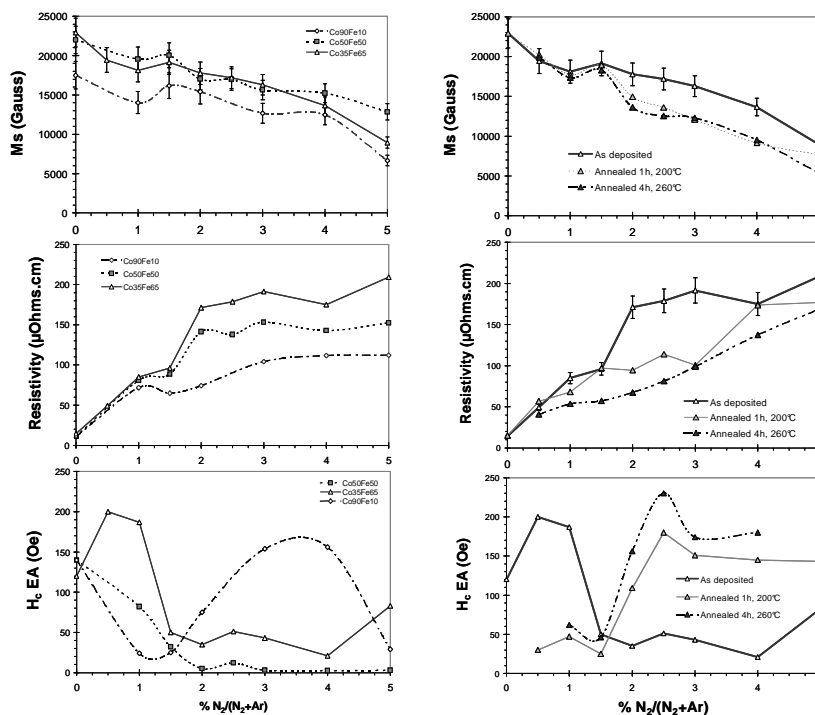 Ms (Gauss)
25000
20000
15000
10000
5000
0
Co90Fe10
Co50Fe50
Co35Fe65
0 1 2 3 4 5
Ms (Gauss)
25000
20000
15000
10000
5000
0
As deposited
Annealed 1h, 200°C
Annealed 4h, 260°C
0 1 2 3 4
Resistivity (µOhms.cm)
250
200
150
100
50
0
Co90Fe10
Co50Fe50
Co35Fe65
0 1 2 3 4 5
Resistivity (µOhms.cm)
250
200
150
100
50
0
As deposited
Annealed 1h, 200°C
Annealed 4h, 260°C
0 1 2 3 4
Hc EA (Oe)
250
200
150
100
50
0
Co50Fe50
Co35Fe65
Co90Fe10
0 1 2 3 4 5
% N2/(N2+Ar)
Hc EA (Oe)
250
200
150
100
50
0
As deposited
Annealed 1h, 200°C
Annealed 4h, 260°C
0 1 2 3 4
% N2/(N2+Ar)